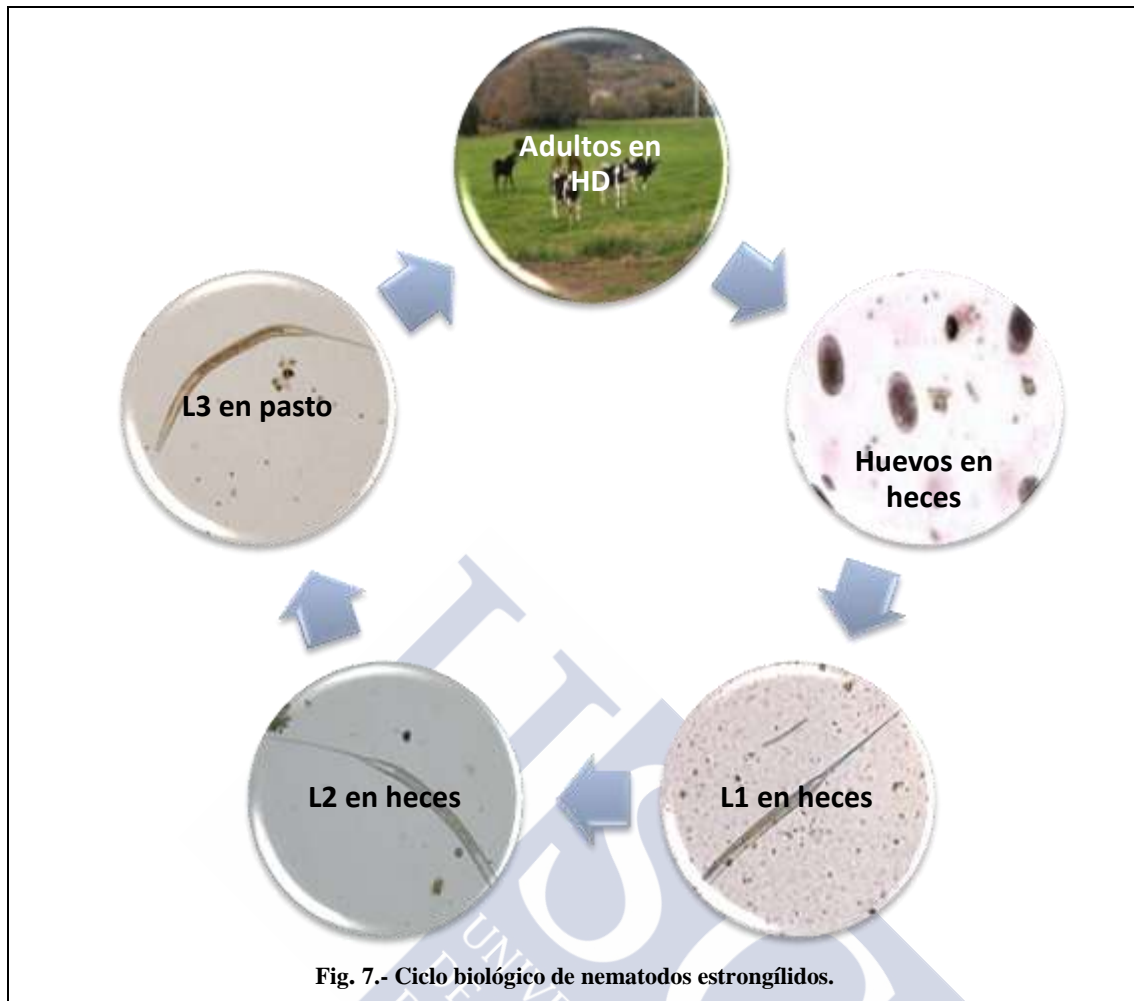 Adultos en
HD
Huevos en
heces
L1 en heces
L2 en heces
L3 en pasto
Fig. 7.- Ciclo biológico de nematodos estrongílidos.